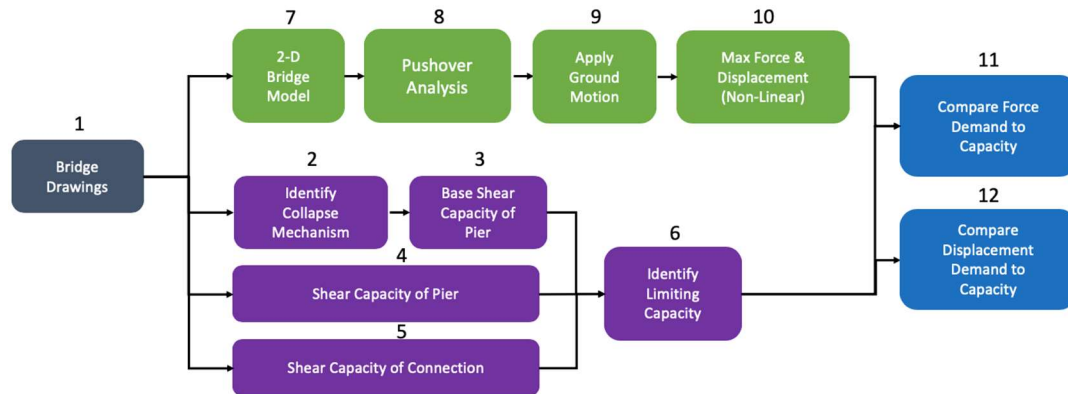 1
Bridge
Drawings
7
2-D
Bridge
Model
8
Pushover
Analysis
9
Apply
Ground
Motion
10
Max Force &
Displacement
(Non-Linear)
2
Identify
Collapse
Mechanism
3
Base Shear
Capacity of
Pier
4
Shear Capacity of Pier
5
Shear Capacity of Connection
6
Identify
Limiting
Capacity
11
Compare Force
Demand to
Capacity
12
Compare
Displacement
Demand to
Capacity